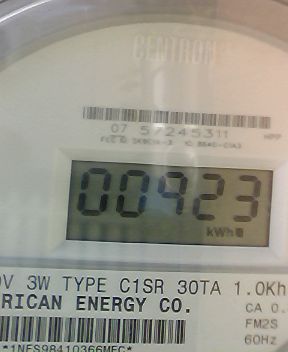 CENTRON
07 57245311
00923
kWh
0V 3W TYPE C1SR 30TA 1.0Kh
RICAN ENERGY CO.
CA 0.
FM2S
60Hz